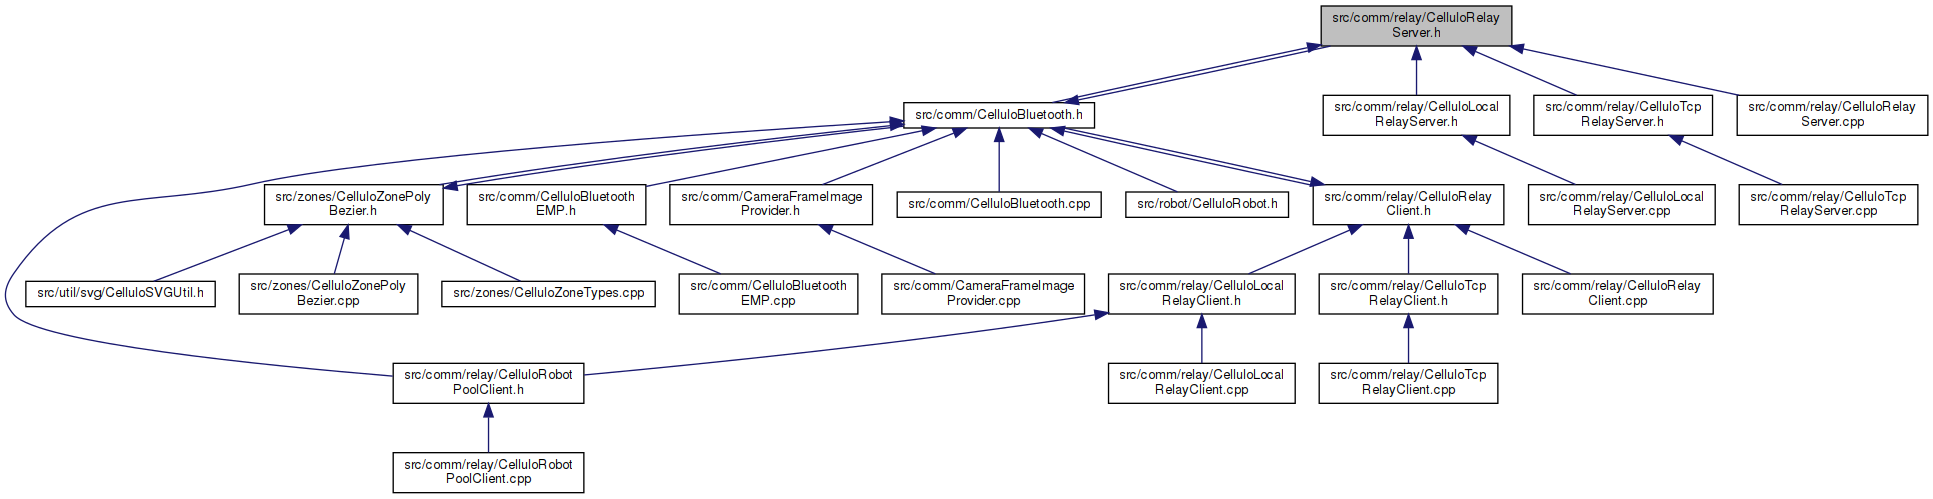 src/comm/relay/CelluloRelay
Server.h
src/comm/CelluloBluetooth.h
src/comm/relay/CelluloLocal
RelayServer.h
src/comm/relay/CelluloTcp
RelayServer.h
src/comm/relay/CelluloRelay
Server.cpp
src/zones/CelluloZonePoly
Bezier.h
src/comm/CelluloBluetooth
EMP.h
src/comm/CameraFrameImage
Provider.h
src/comm/CelluloBluetooth.cpp
src/robot/CelluloRobot.h
src/comm/relay/CelluloRelay
Client.h
src/comm/relay/CelluloLocal
RelayServer.cpp
src/comm/relay/CelluloTcp
RelayServer.cpp
src/util/svg/CelluloSVGUtil.h
src/zones/CelluloZonePoly
Bezier.cpp
src/zones/CelluloZoneTypes.cpp
src/comm/CelluloBluetooth
EMP.cpp
src/comm/CameraFrameImage
Provider.cpp
src/comm/relay/CelluloLocal
RelayClient.h
src/comm/relay/CelluloTcp
RelayClient.h
src/comm/relay/CelluloRelay
Client.cpp
src/comm/relay/CelluloRobot
PoolClient.h
src/comm/relay/CelluloLocal
RelayClient.cpp
src/comm/relay/CelluloTcp
RelayClient.cpp
src/comm/relay/CelluloRobot
PoolClient.cpp